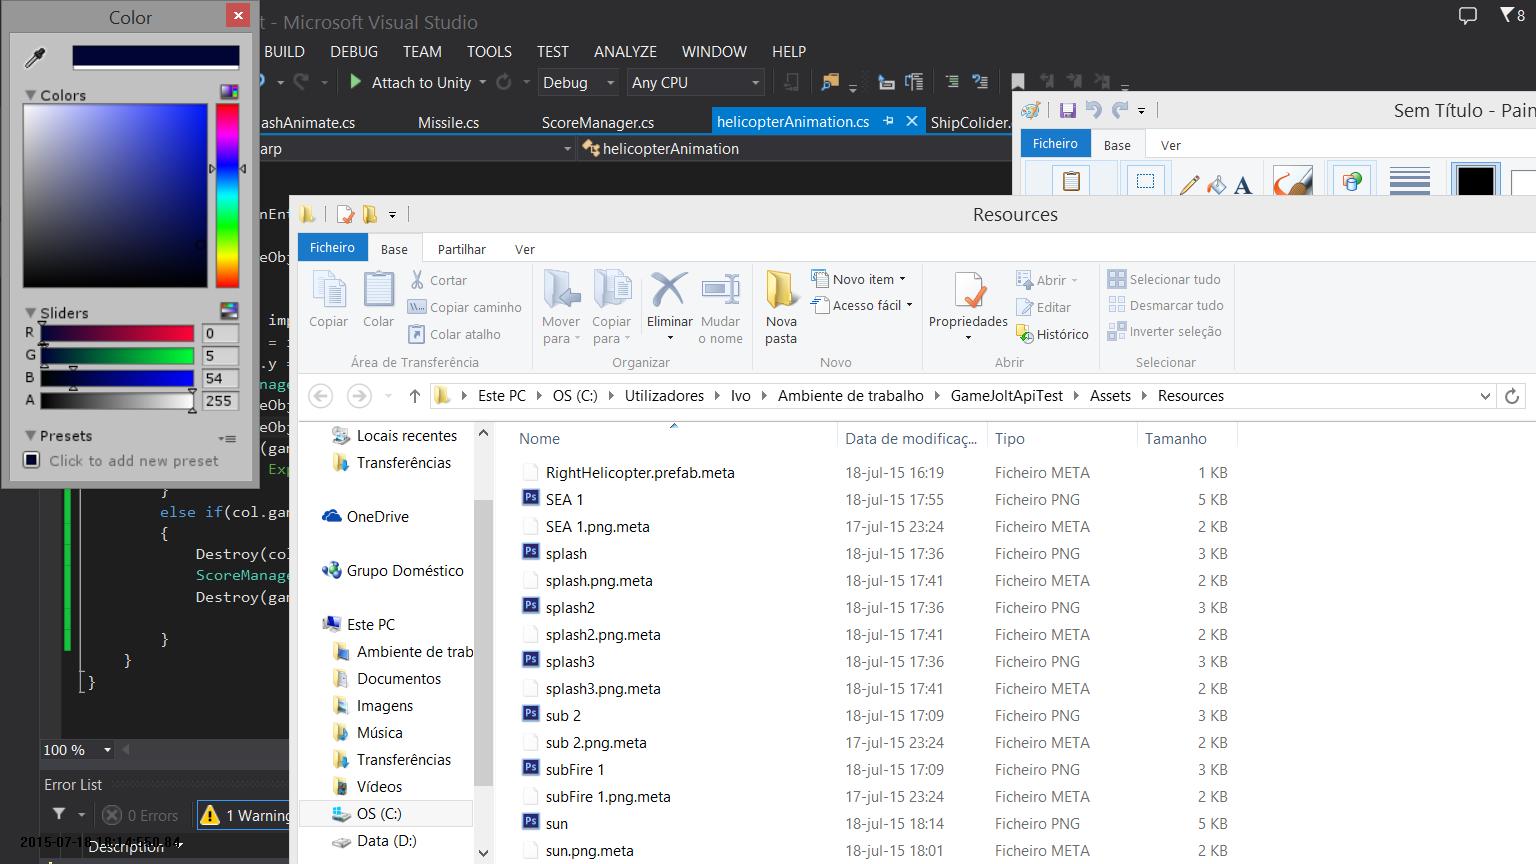 Color
Colors
Sliders
R 0
G 5
B 54
A 255
Presets
Click to add new preset
t - Microsoft Visual Studio
8
BUILD DEBUG TEAM TOOLS TEST ANALYZE WINDOW HELP
Attach to Unity Debug Any CPU
ashAnimate.cs Missile.cs ScoreManager.cs helicopterAnimation.cs ShipColider.
arp helicopterAnimation
Sem Título - Pain
Ficheiro Base Ver
nEnt
eObj
imp
= i
.y =
nage
eObj
eObj
(gam
Exp
}
else if(col.gam
{
Destroy(col
ScoreManage
Destroy(gam
}
}
}
100 %
Error List
0 Errors 1 Warning
Description
2015-07-18 18:14:550.84
Resources
Ficheiro Base Partilhar Ver
Copiar Colar
Cortar
Copiar caminho
Colar atalho
Área de Transferência
Mover para Copiar para Eliminar Mudar o nome
Organizar
Nova pasta
Novo item
Acesso fácil
Novo
Propriedades
Abrir
Editar
Histórico
Abrir
Selecionar tudo
Desmarcar tudo
Inverter seleção
Selecionar
Este PC OS (C:) Utilizadores Ivo Ambiente de trabalho GameJoltApiTest Assets Resources
Locais recentes
Transferências
OneDrive
Grupo Doméstico
Este PC
Ambiente de trab
Documentos
Imagens
Música
Transferências
Vídeos
OS (C:)
Data (D:)
Nome Data de modificaç... Tipo Tamanho
RightHelicopter.prefab.meta 18-jul-15 16:19 Ficheiro META 1 KB
Ps SEA 1 18-jul-15 17:55 Ficheiro PNG 5 KB
SEA 1.png.meta 17-jul-15 23:24 Ficheiro META 2 KB
Ps splash 18-jul-15 17:36 Ficheiro PNG 3 KB
splash.png.meta 18-jul-15 17:41 Ficheiro META 2 KB
Ps splash2 18-jul-15 17:36 Ficheiro PNG 3 KB
splash2.png.meta 18-jul-15 17:41 Ficheiro META 2 KB
Ps splash3 18-jul-15 17:36 Ficheiro PNG 3 KB
splash3.png.meta 18-jul-15 17:41 Ficheiro META 2 KB
Ps sub 2 18-jul-15 17:09 Ficheiro PNG 3 KB
sub 2.png.meta 17-jul-15 23:24 Ficheiro META 2 KB
Ps subFire 1 18-jul-15 17:09 Ficheiro PNG 3 KB
subFire 1.png.meta 17-jul-15 23:24 Ficheiro META 2 KB
Ps sun 18-jul-15 18:14 Ficheiro PNG 5 KB
sun.png.meta 18-jul-15 18:01 Ficheiro META 2 KB